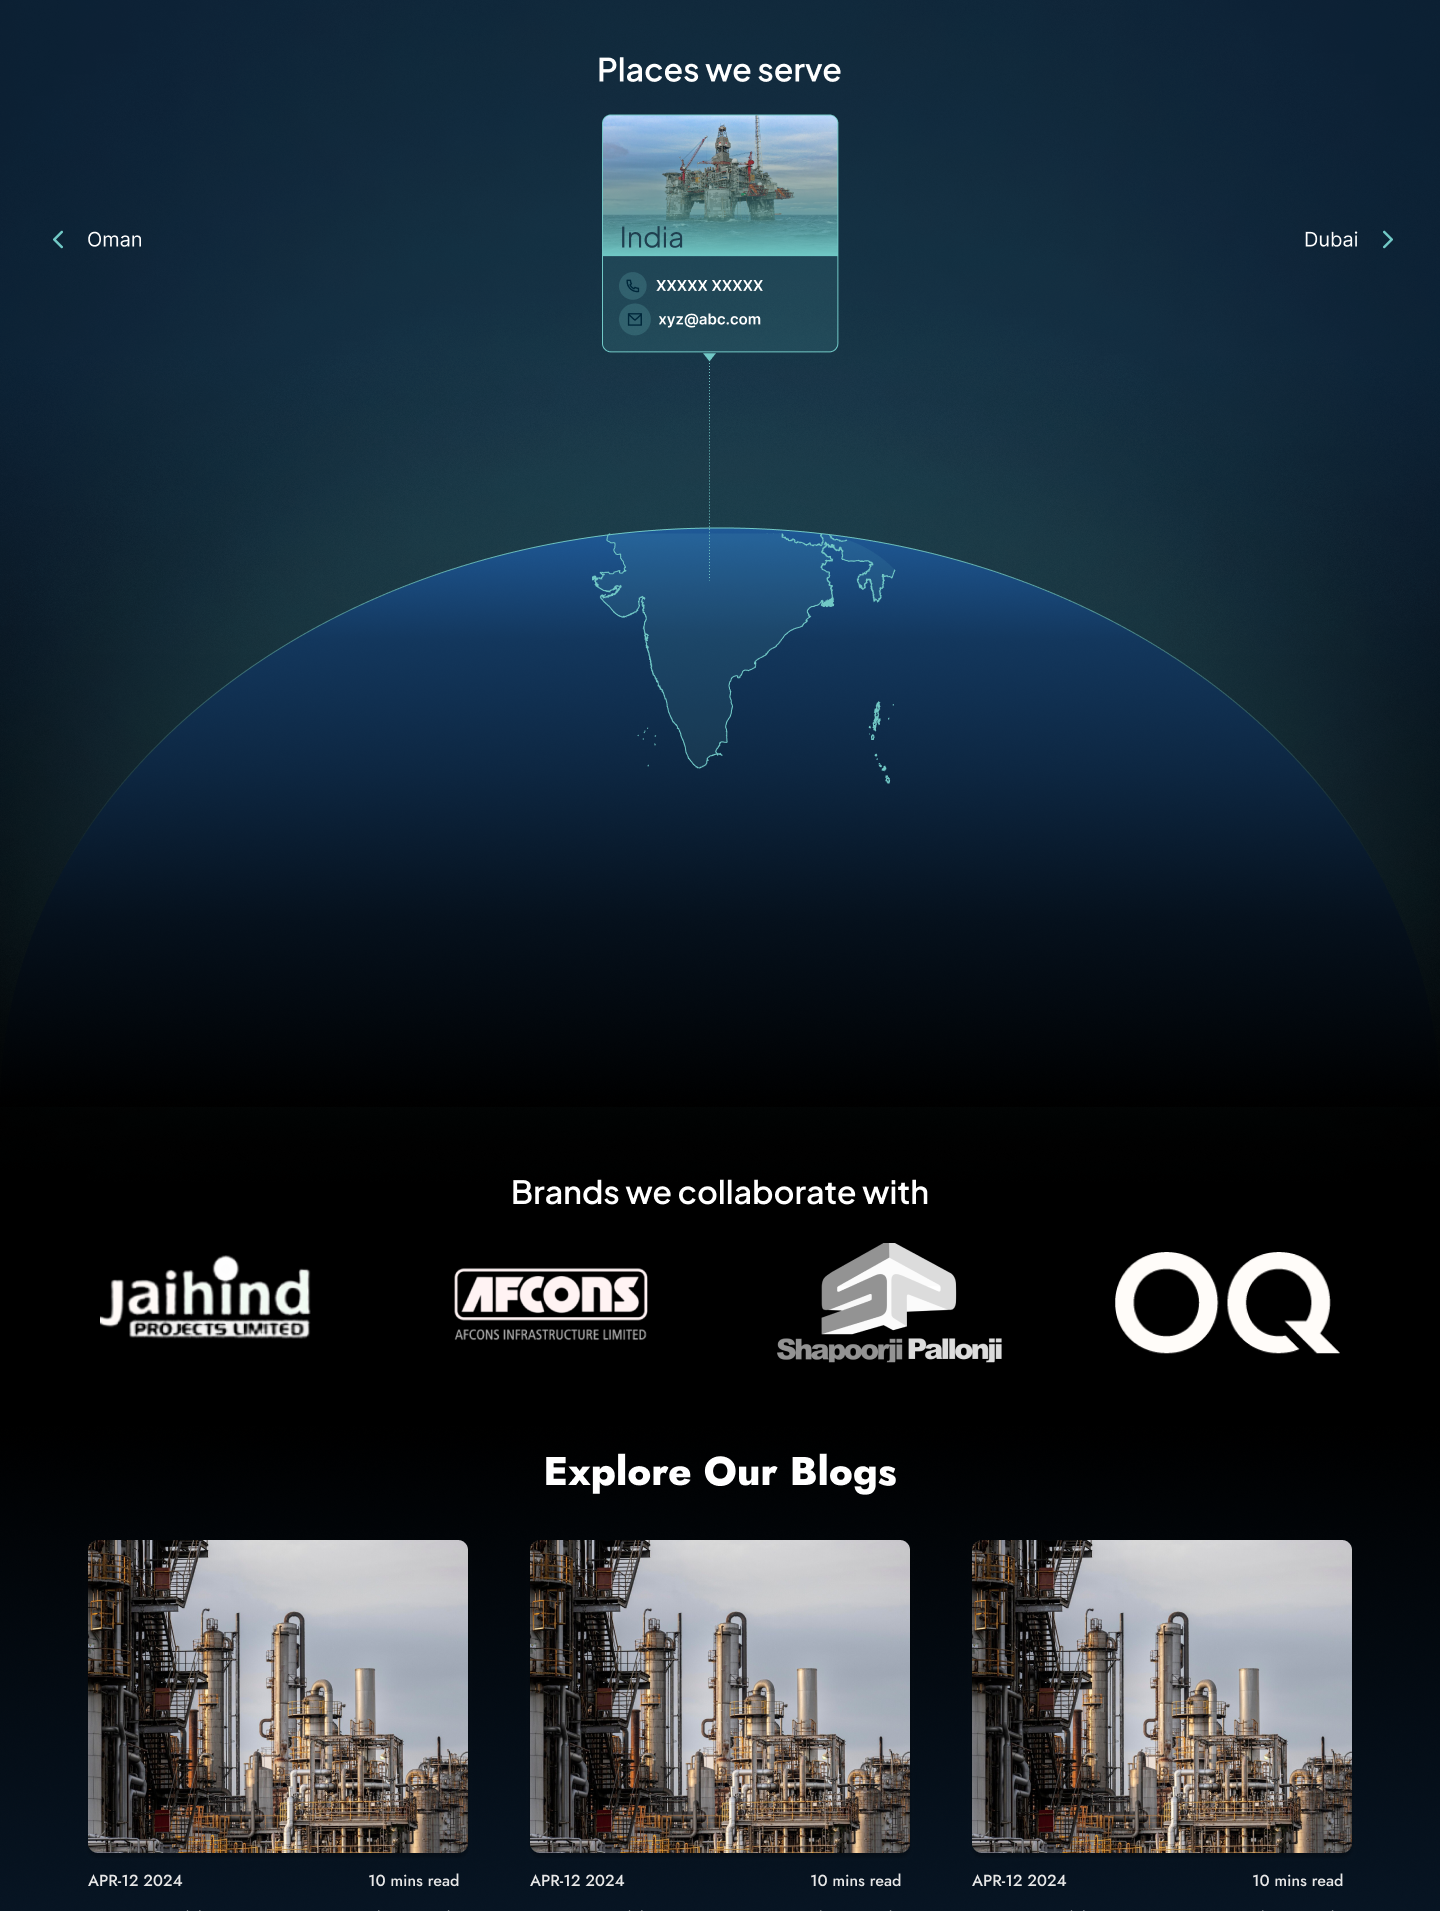 Places we serve
Oman
India
Dubai
XXXXX XXXXX
xyz@abc.com
Brands we collaborate with
jaihind
PROJECTS LIMITED
AFCONS
AFCONS INFRASTRUCTURE LIMITED
SP
Shapoorji Pallonji
OQ
Explore Our Blogs
APR-12 2024 10 mins read
APR-12 2024 10 mins read
APR-12 2024 10 mins read